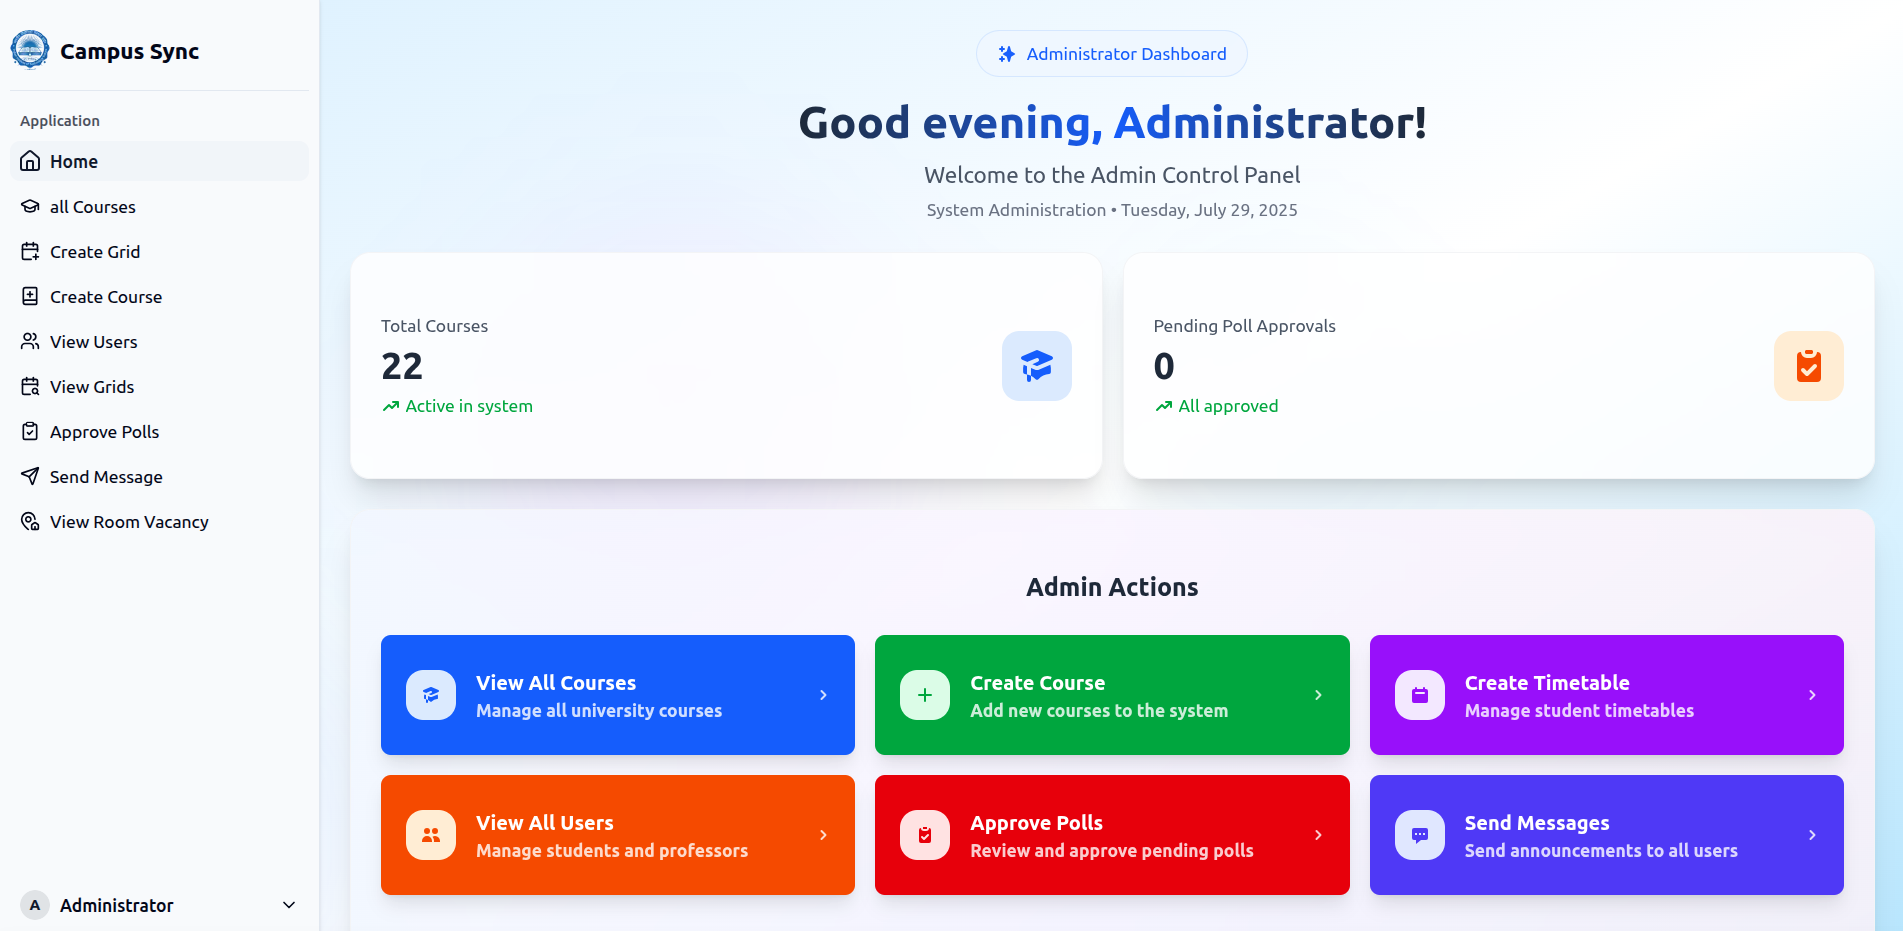 Campus Sync
Application
Home
all Courses
Create Grid
Create Course
View Users
View Grids
Approve Polls
Send Message
View Room Vacancy
A Administrator
Administrator Dashboard
Good evening, Administrator!
Welcome to the Admin Control Panel
System Administration • Tuesday, July 29, 2025
Total Courses
22
Active in system
Pending Poll Approvals
0
All approved
Admin Actions
View All Courses
Manage all university courses
Create Course
Add new courses to the system
Create Timetable
Manage student timetables
View All Users
Manage students and professors
Approve Polls
Review and approve pending polls
Send Messages
Send announcements to all users